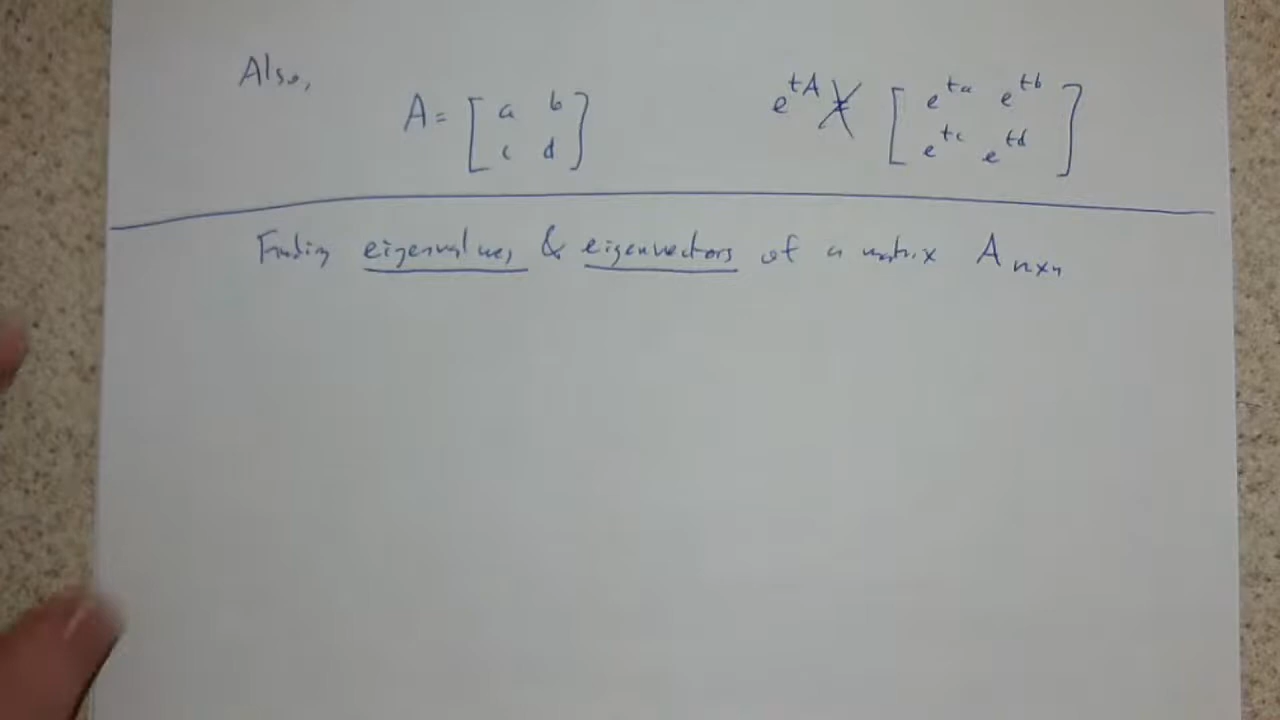 Also,
A = [ a b
c d ]
e^{tA} ≠ [ e^{ta} e^{tb}
e^{tc} e^{td} ]
Finding eigenvalues & eigenvectors of a matrix A_{n×n}